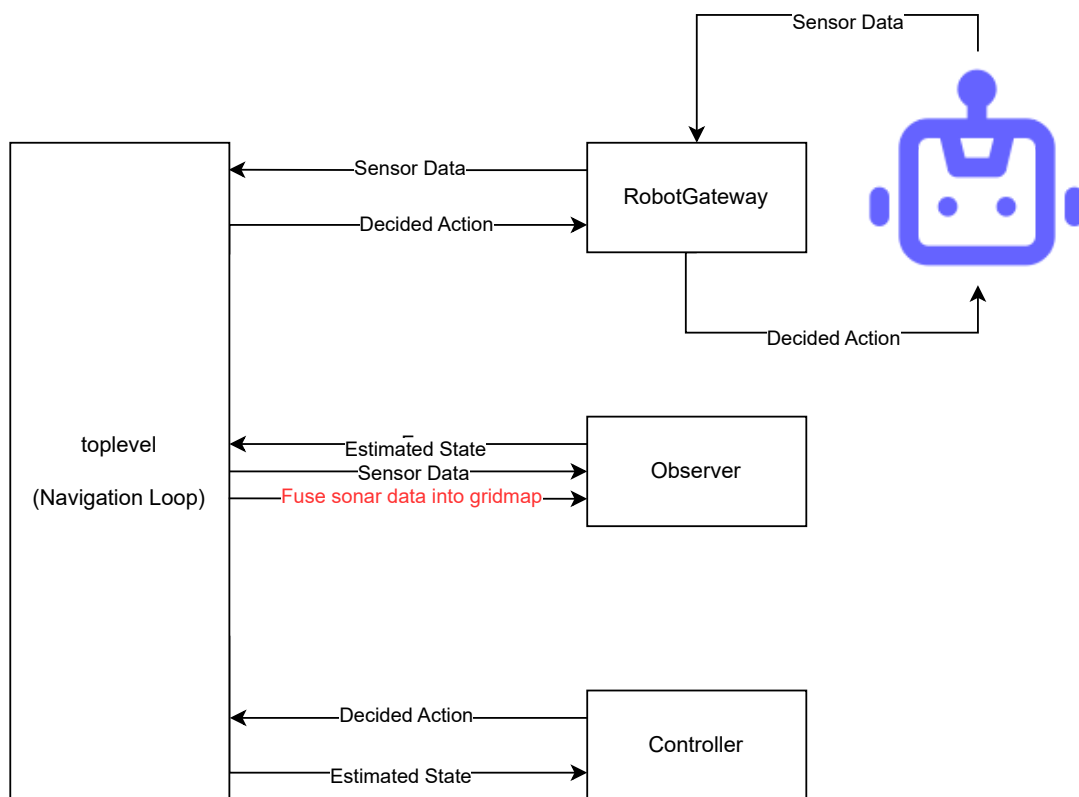 Sensor Data
Sensor Data
RobotGateway
Decided Action
Decided Action
toplevel
(Navigation Loop)
Estimated State
Sensor Data
Fuse sonar data into gridmap
Observer
Decided Action
Controller
Estimated State